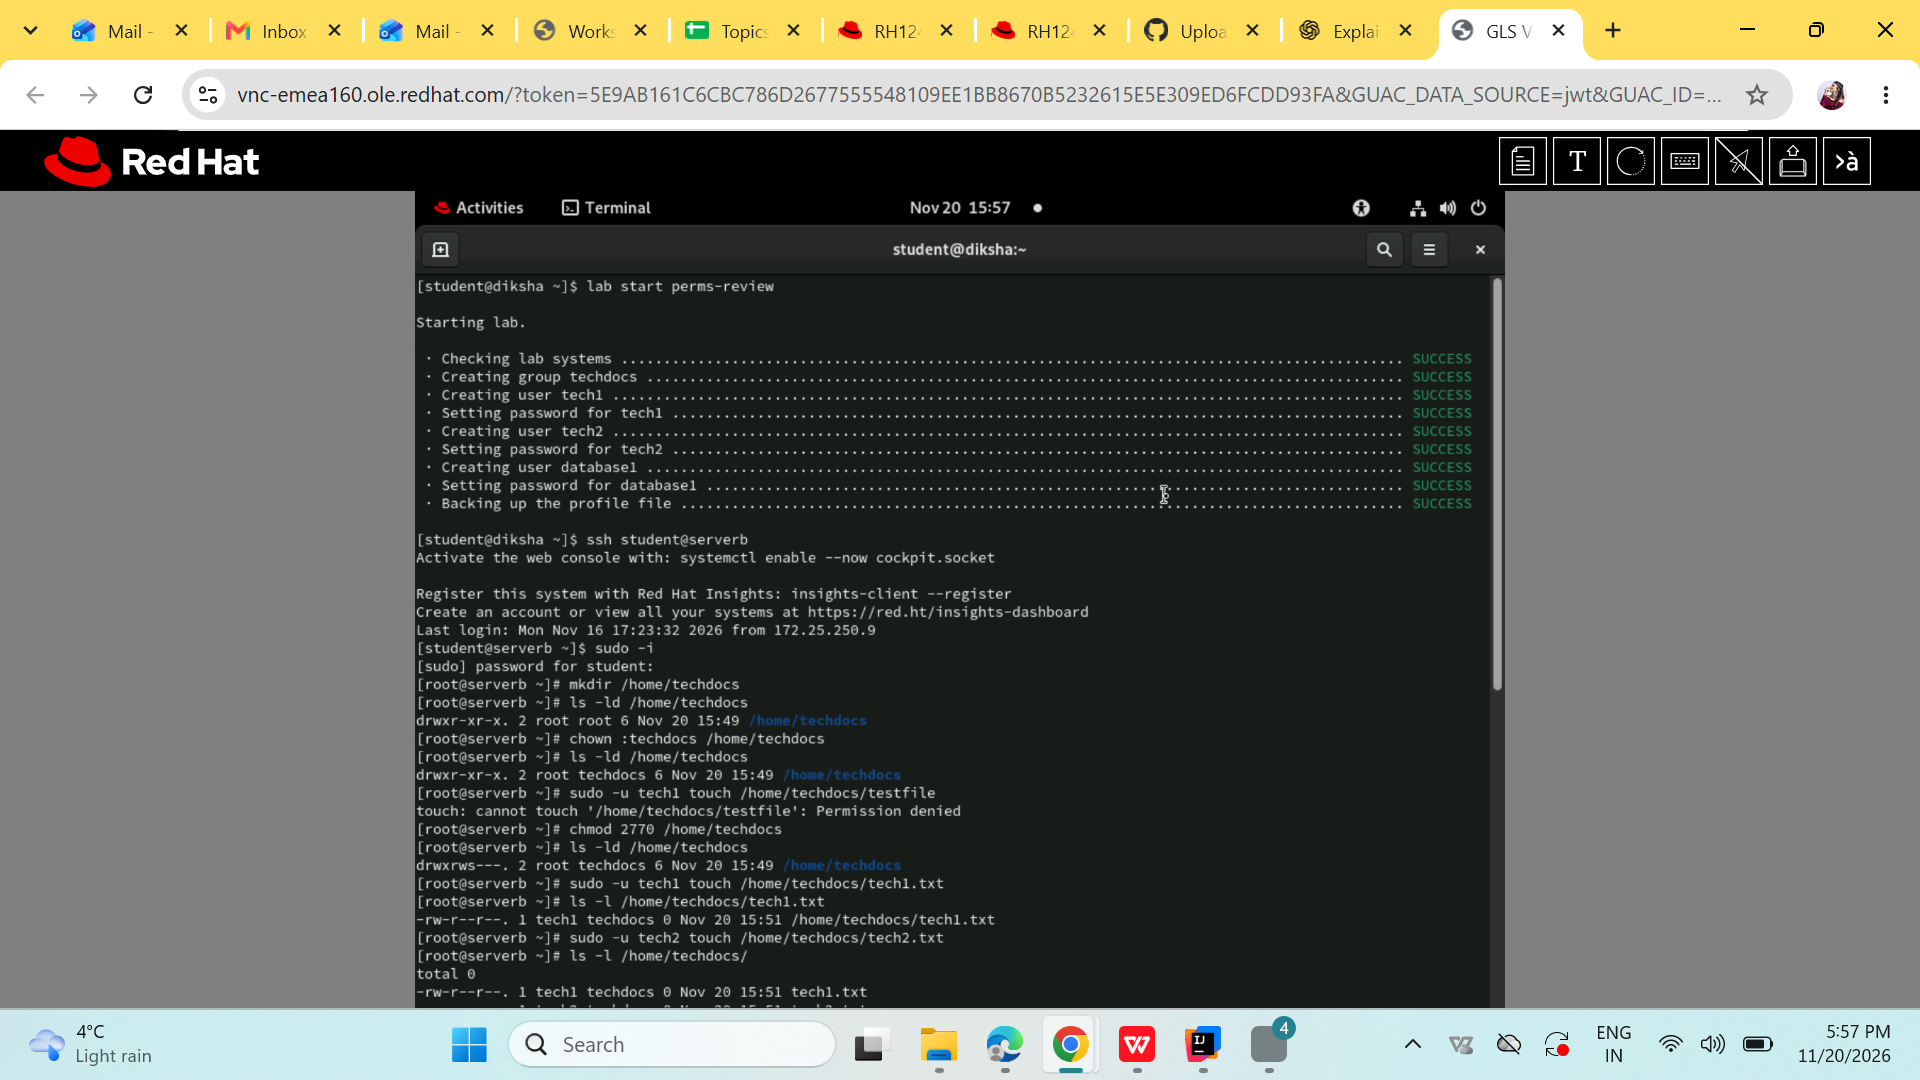 Mail -
Inbox
Mail -
Works
Topics
RH124
RH124
Uploa
Explai
GLS V
vnc-emea160.ole.redhat.com/?token=5E9AB161C6CBC786D2677555548109EE1BB8670B5232615E5E309ED6FCDD93FA&GUAC_DATA_SOURCE=jwt&GUAC_ID=...
Red Hat
T
>à
Activities
Terminal
Nov 20 15:57
student@diksha:~
[student@diksha ~]$ lab start perms-review
Starting lab.
· Checking lab systems ............................................................................................ SUCCESS
· Creating group techdocs ......................................................................................... SUCCESS
· Creating user tech1 ............................................................................................. SUCCESS
· Setting password for tech1 ...................................................................................... SUCCESS
· Creating user tech2 ............................................................................................. SUCCESS
· Setting password for tech2 ...................................................................................... SUCCESS
· Creating user database1 ......................................................................................... SUCCESS
· Setting password for database1 .................................................................................. SUCCESS
· Backing up the profile file ..................................................................................... SUCCESS
[student@diksha ~]$ ssh student@serverb
Activate the web console with: systemctl enable --now cockpit.socket
Register this system with Red Hat Insights: insights-client --register
Create an account or view all your systems at https://red.ht/insights-dashboard
Last login: Mon Nov 16 17:23:32 2026 from 172.25.250.9
[student@serverb ~]$ sudo -i
[sudo] password for student:
[root@serverb ~]# mkdir /home/techdocs
[root@serverb ~]# ls -ld /home/techdocs
drwxr-xr-x. 2 root root 6 Nov 20 15:49 /home/techdocs
[root@serverb ~]# chown :techdocs /home/techdocs
[root@serverb ~]# ls -ld /home/techdocs
drwxr-xr-x. 2 root techdocs 6 Nov 20 15:49 /home/techdocs
[root@serverb ~]# sudo -u tech1 touch /home/techdocs/testfile
touch: cannot touch '/home/techdocs/testfile': Permission denied
[root@serverb ~]# chmod 2770 /home/techdocs
[root@serverb ~]# ls -ld /home/techdocs
drwxrws---. 2 root techdocs 6 Nov 20 15:49 /home/techdocs
[root@serverb ~]# sudo -u tech1 touch /home/techdocs/tech1.txt
[root@serverb ~]# ls -l /home/techdocs/tech1.txt
-rw-r--r--. 1 tech1 techdocs 0 Nov 20 15:51 /home/techdocs/tech1.txt
[root@serverb ~]# sudo -u tech2 touch /home/techdocs/tech2.txt
[root@serverb ~]# ls -l /home/techdocs/
total 0
-rw-r--r--. 1 tech1 techdocs 0 Nov 20 15:51 tech1.txt
4°C
Light rain
Search
4
ENG
IN
5:57 PM
11/20/2026